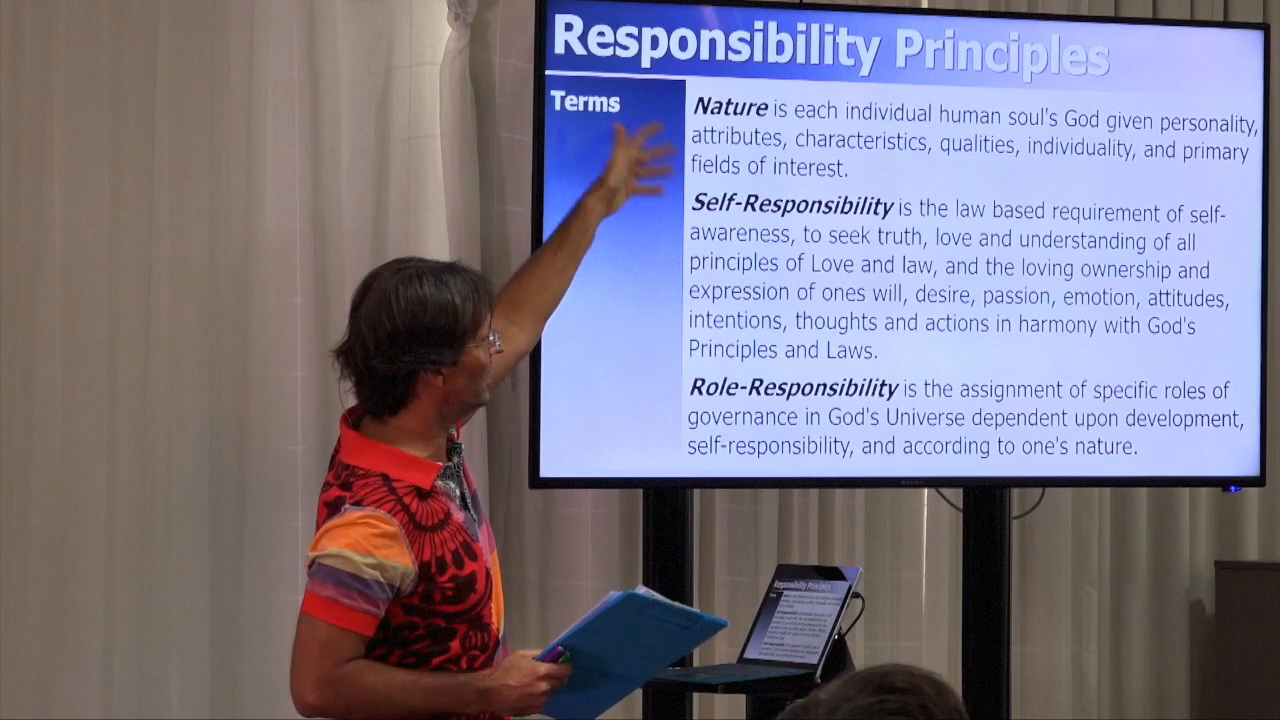 Responsibility Principles
Terms
Nature is each individual human soul's God given personality,
attributes, characteristics, qualities, individuality, and primary
fields of interest.
Self-Responsibility is the law based requirement of self-
awareness, to seek truth, love and understanding of all
principles of Love and law, and the loving ownership and
expression of ones will, desire, passion, emotion, attitudes,
intentions, thoughts and actions in harmony with God's
Principles and Laws.
Role-Responsibility is the assignment of specific roles of
governance in God's Universe dependent upon development,
self-responsibility, and according to one's nature.
Responsibility Principles